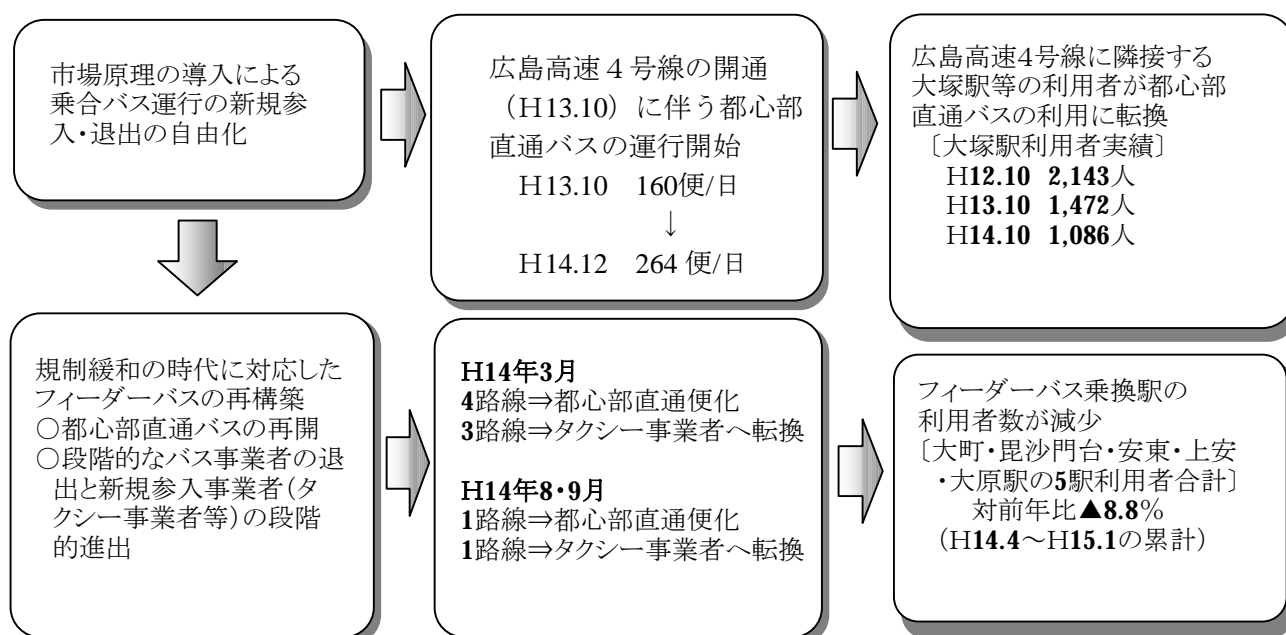 市場原理の導入による
乗合バス運行の新規参
入・退出の自由化
広島高速４号線の開通
（H13.10）に伴う都心部
直通バスの運行開始
H13.10　160便/日
↓
H14.12　264 便/日
広島高速4号線に隣接する
大塚駅等の利用者が都心部
直通バスの利用に転換
〔大塚駅利用者実績〕
H12.10　2,143人
H13.10　1,472人
H14.10　1,086人
規制緩和の時代に対応した
フィーダーバスの再構築
○都心部直通バスの再開
○段階的なバス事業者の退
出と新規参入事業者（タ
クシー事業者等）の段階
的進出
H14年3月
4路線⇒都心部直通便化
3路線⇒タクシー事業者へ転換
H14年8・9月
1路線⇒都心部直通便化
1路線⇒タクシー事業者へ転換
フィーダーバス乗換駅の
利用者数が減少
〔大町・毘沙門台・安東・上安
・大原駅の5駅利用者合計〕
対前年比▲8.8％
（H14.4～H15.1の累計）